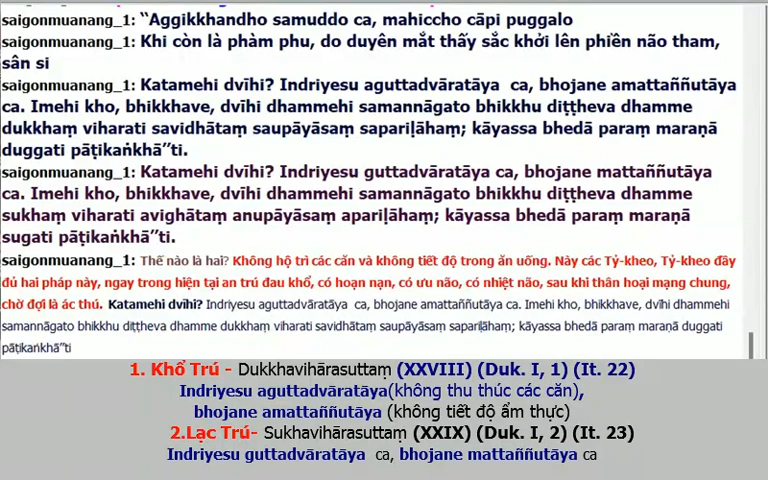 saigonmuanang_1: “Aggikkhandho samuddo ca, mahiccho cāpi puggalo
saigonmuanang_1: Khi còn là phàm phu, do duyên mắt thấy sắc khởi lên phiền não tham,
sân si
saigonmuanang_1: Katamehi dvīhi? Indriyesu aguttadvāratāya  ca, bhojane amattaññutāya
ca. Imehi kho, bhikkhave, dvīhi dhammehi samannāgato bhikkhu diṭṭheva dhamme
dukkhaṃ viharati savidhātaṃ saupāyāsaṃ sapariḷāhaṃ; kāyassa bhedā paraṃ maraṇā
duggati pāṭikaṅkhā”ti.
saigonmuanang_1: Katamehi dvīhi? Indriyesu guttadvāratāya ca, bhojane mattaññutāya
ca. Imehi kho, bhikkhave, dvīhi dhammehi samannāgato bhikkhu diṭṭheva dhamme
sukhaṃ viharati avighātaṃ anupāyāsaṃ apariḷāhaṃ; kāyassa bhedā paraṃ maraṇā
sugati pāṭikaṅkhā”ti.
saigonmuanang_1: Thế nào là hai? Không hộ trì các căn và không tiết độ trong ăn uống. Này các Tỷ-kheo, Tỷ-kheo đầy
đủ hai pháp này, ngay trong hiện tại an trú đau khổ, có hoạn nạn, có ưu não, có nhiệt não, sau khi thân hoại mạng chung,
chờ đợi là ác thú. Katamehi dvīhi? Indriyesu aguttadvāratāya  ca, bhojane amattaññutāya ca. Imehi kho, bhikkhave, dvīhi dhammehi
samannāgato bhikkhu diṭṭheva dhamme dukkhaṃ viharati savidhātaṃ saupāyāsaṃ sapariḷāhaṃ; kāyassa bhedā paraṃ maraṇā duggati
pāṭikaṅkhā”ti
1. Khổ Trú - Dukkhavihārasuttaṃ (XXVIII) (Duk. I, 1) (It. 22)
Indriyesu aguttadvāratāya(không thu thúc các căn),
bhojane amattaññutāya (không tiết độ ẩm thực)
2.Lạc Trú- Sukhavihārasuttaṃ (XXIX) (Duk. I, 2) (It. 23)
Indriyesu guttadvāratāya  ca, bhojane mattaññutāya ca